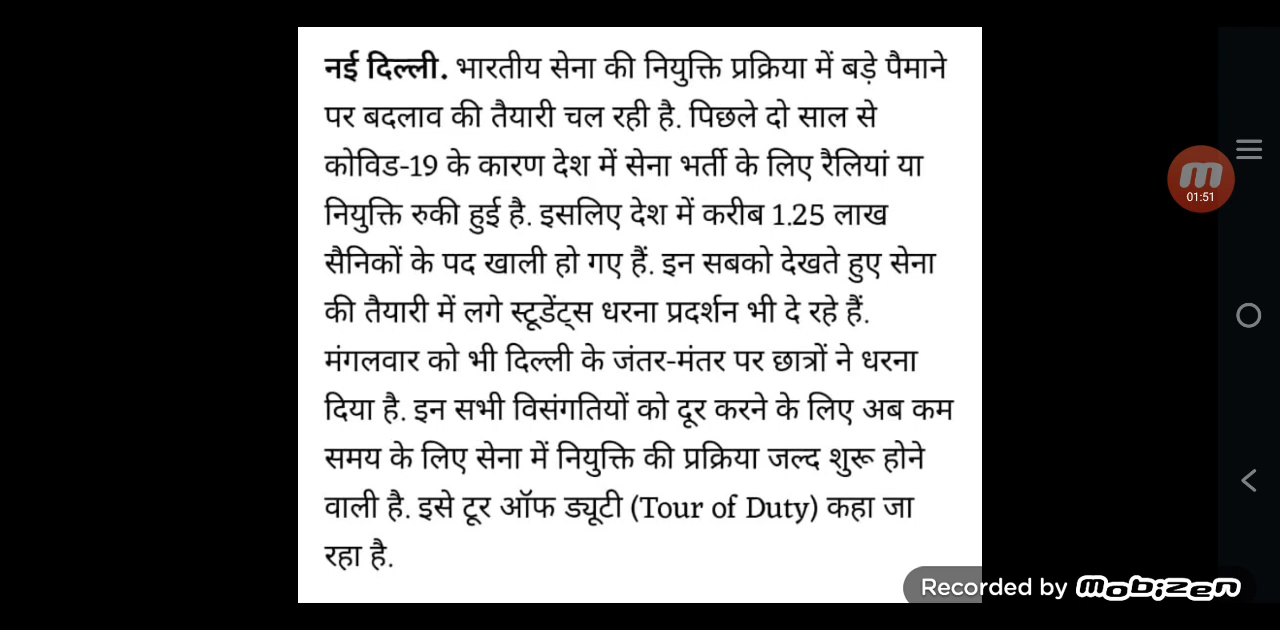 नई दिल्ली. भारतीय सेना की नियुक्ति प्रक्रिया में बड़े पैमाने
पर बदलाव की तैयारी चल रही है. पिछले दो साल से
कोविड-19 के कारण देश में सेना भर्ती के लिए रैलियां या
नियुक्ति रुकी हुई है. इसलिए देश में करीब 1.25 लाख
सैनिकों के पद खाली हो गए हैं. इन सबको देखते हुए सेना
की तैयारी में लगे स्टूडेंट्स धरना प्रदर्शन भी दे रहे हैं.
मंगलवार को भी दिल्ली के जंतर-मंतर पर छात्रों ने धरना
दिया है. इन सभी विसंगतियों को दूर करने के लिए अब कम
समय के लिए सेना में नियुक्ति की प्रक्रिया जल्द शुरू होने
वाली है. इसे टूर ऑफ ड्यूटी (Tour of Duty) कहा जा
रहा है.
m
01:51
Recorded by mobizen